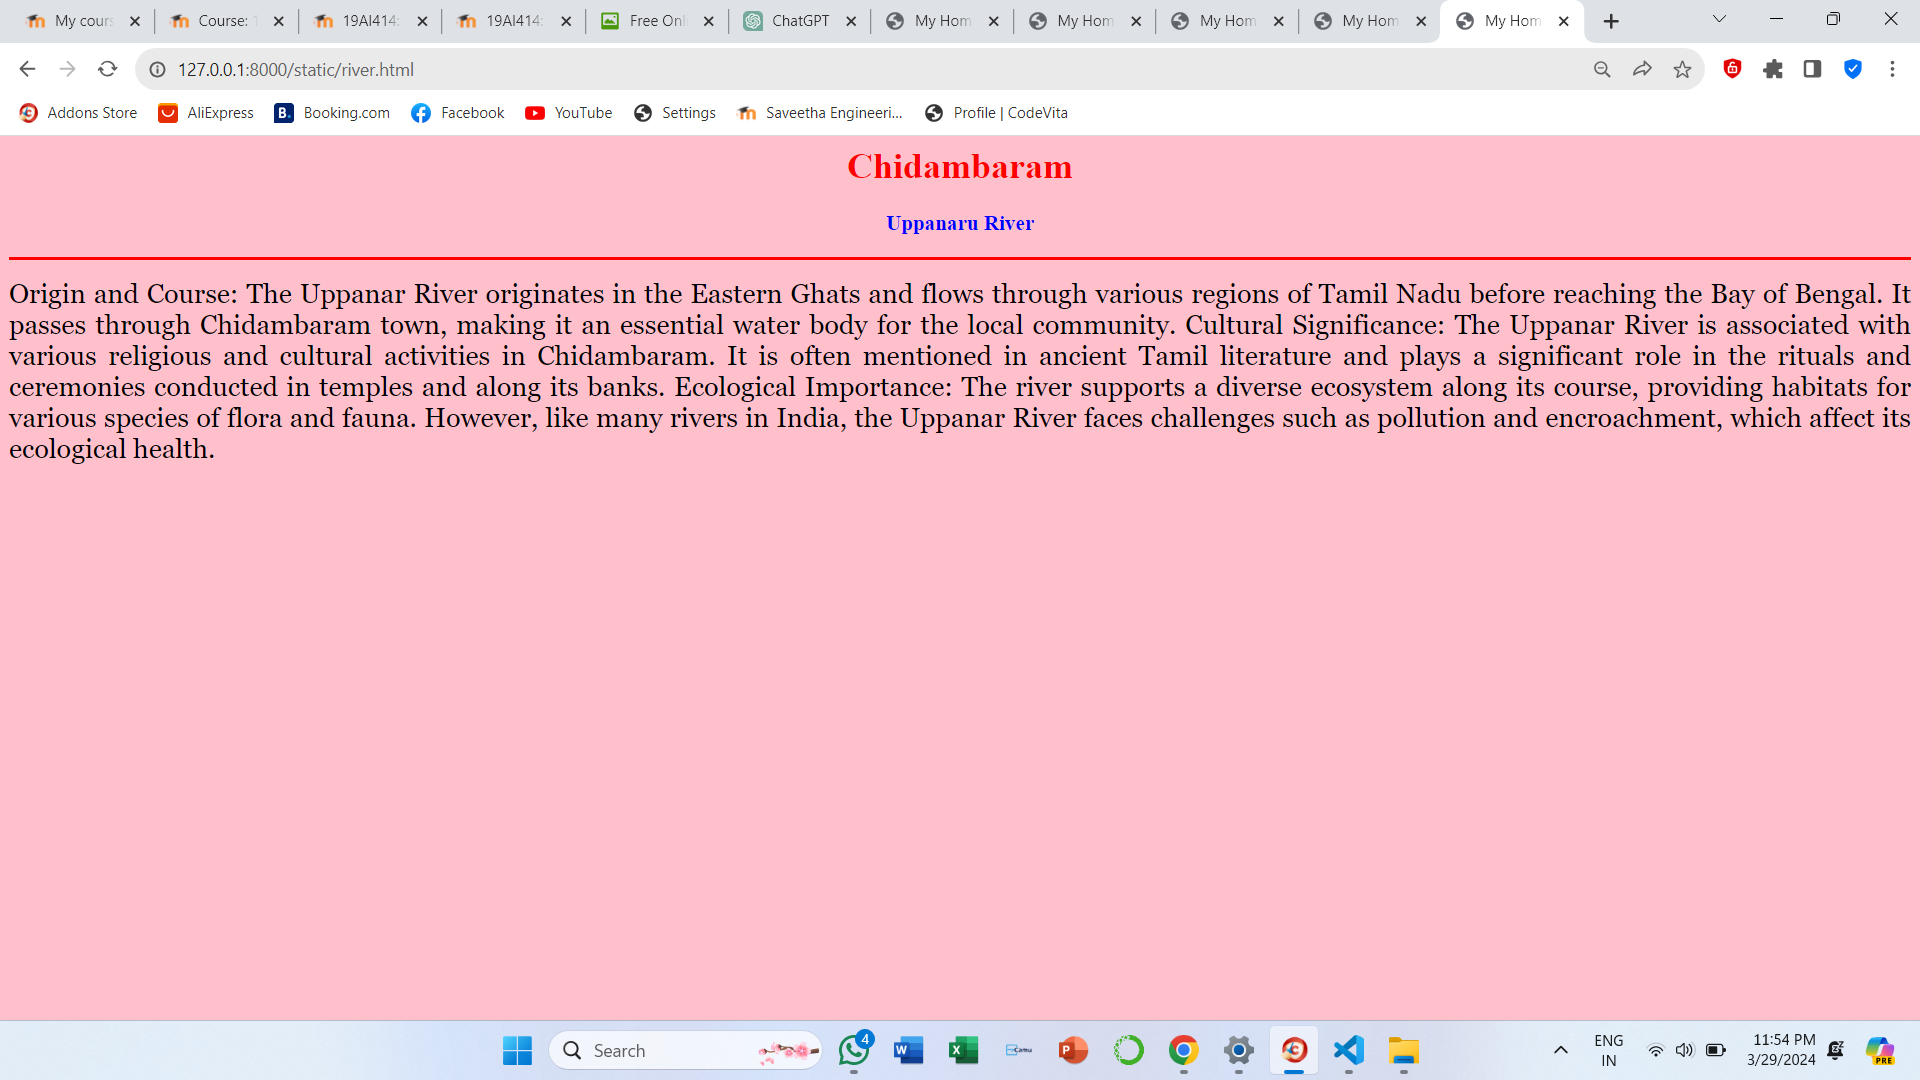 My cours
Course: 1
19AI414:
19AI414:
Free Onli
ChatGPT
My Hom
My Hom
My Hom
My Hom
My Hom
127.0.0.1:8000/static/river.html
Addons Store
AliExpress
B.
Booking.com
Facebook
YouTube
Settings
Saveetha Engineeri...
Profile | CodeVita
Chidambaram
Uppanaru River
Origin and Course: The Uppanar River originates in the Eastern Ghats and flows through various regions of Tamil Nadu before reaching the Bay of Bengal. It
passes through Chidambaram town, making it an essential water body for the local community. Cultural Significance: The Uppanar River is associated with
various religious and cultural activities in Chidambaram. It is often mentioned in ancient Tamil literature and plays a significant role in the rituals and
ceremonies conducted in temples and along its banks. Ecological Importance: The river supports a diverse ecosystem along its course, providing habitats for
various species of flora and fauna. However, like many rivers in India, the Uppanar River faces challenges such as pollution and encroachment, which affect its
ecological health.
Search
4
W
X
Camu
P
ENG
IN
11:54 PM
3/29/2024
PRE